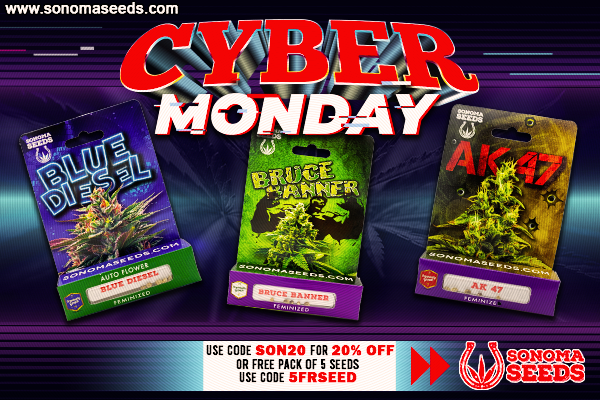 www.sonomaseeds.com
CYBER
MONDAY
SONOMA
SEEDS
BLUE
DIESEL
SONOMASEEDS.COM
AUTO FLOWER
BLUE DIESEL
FEMINIZED
SEEDS
BRUCE
BANNER
SONOMASEEDS.COM
BRUCE BANNER
FEMINIZED
SONOMA
SEEDS
AK 47
SONOMASEEDS.COM
AK 47
FEMINIZED
USE CODE SON20 FOR 20% OFF
OR FREE PACK OF 5 SEEDS
USE CODE 5FRSEED
SONOMA
SEEDS